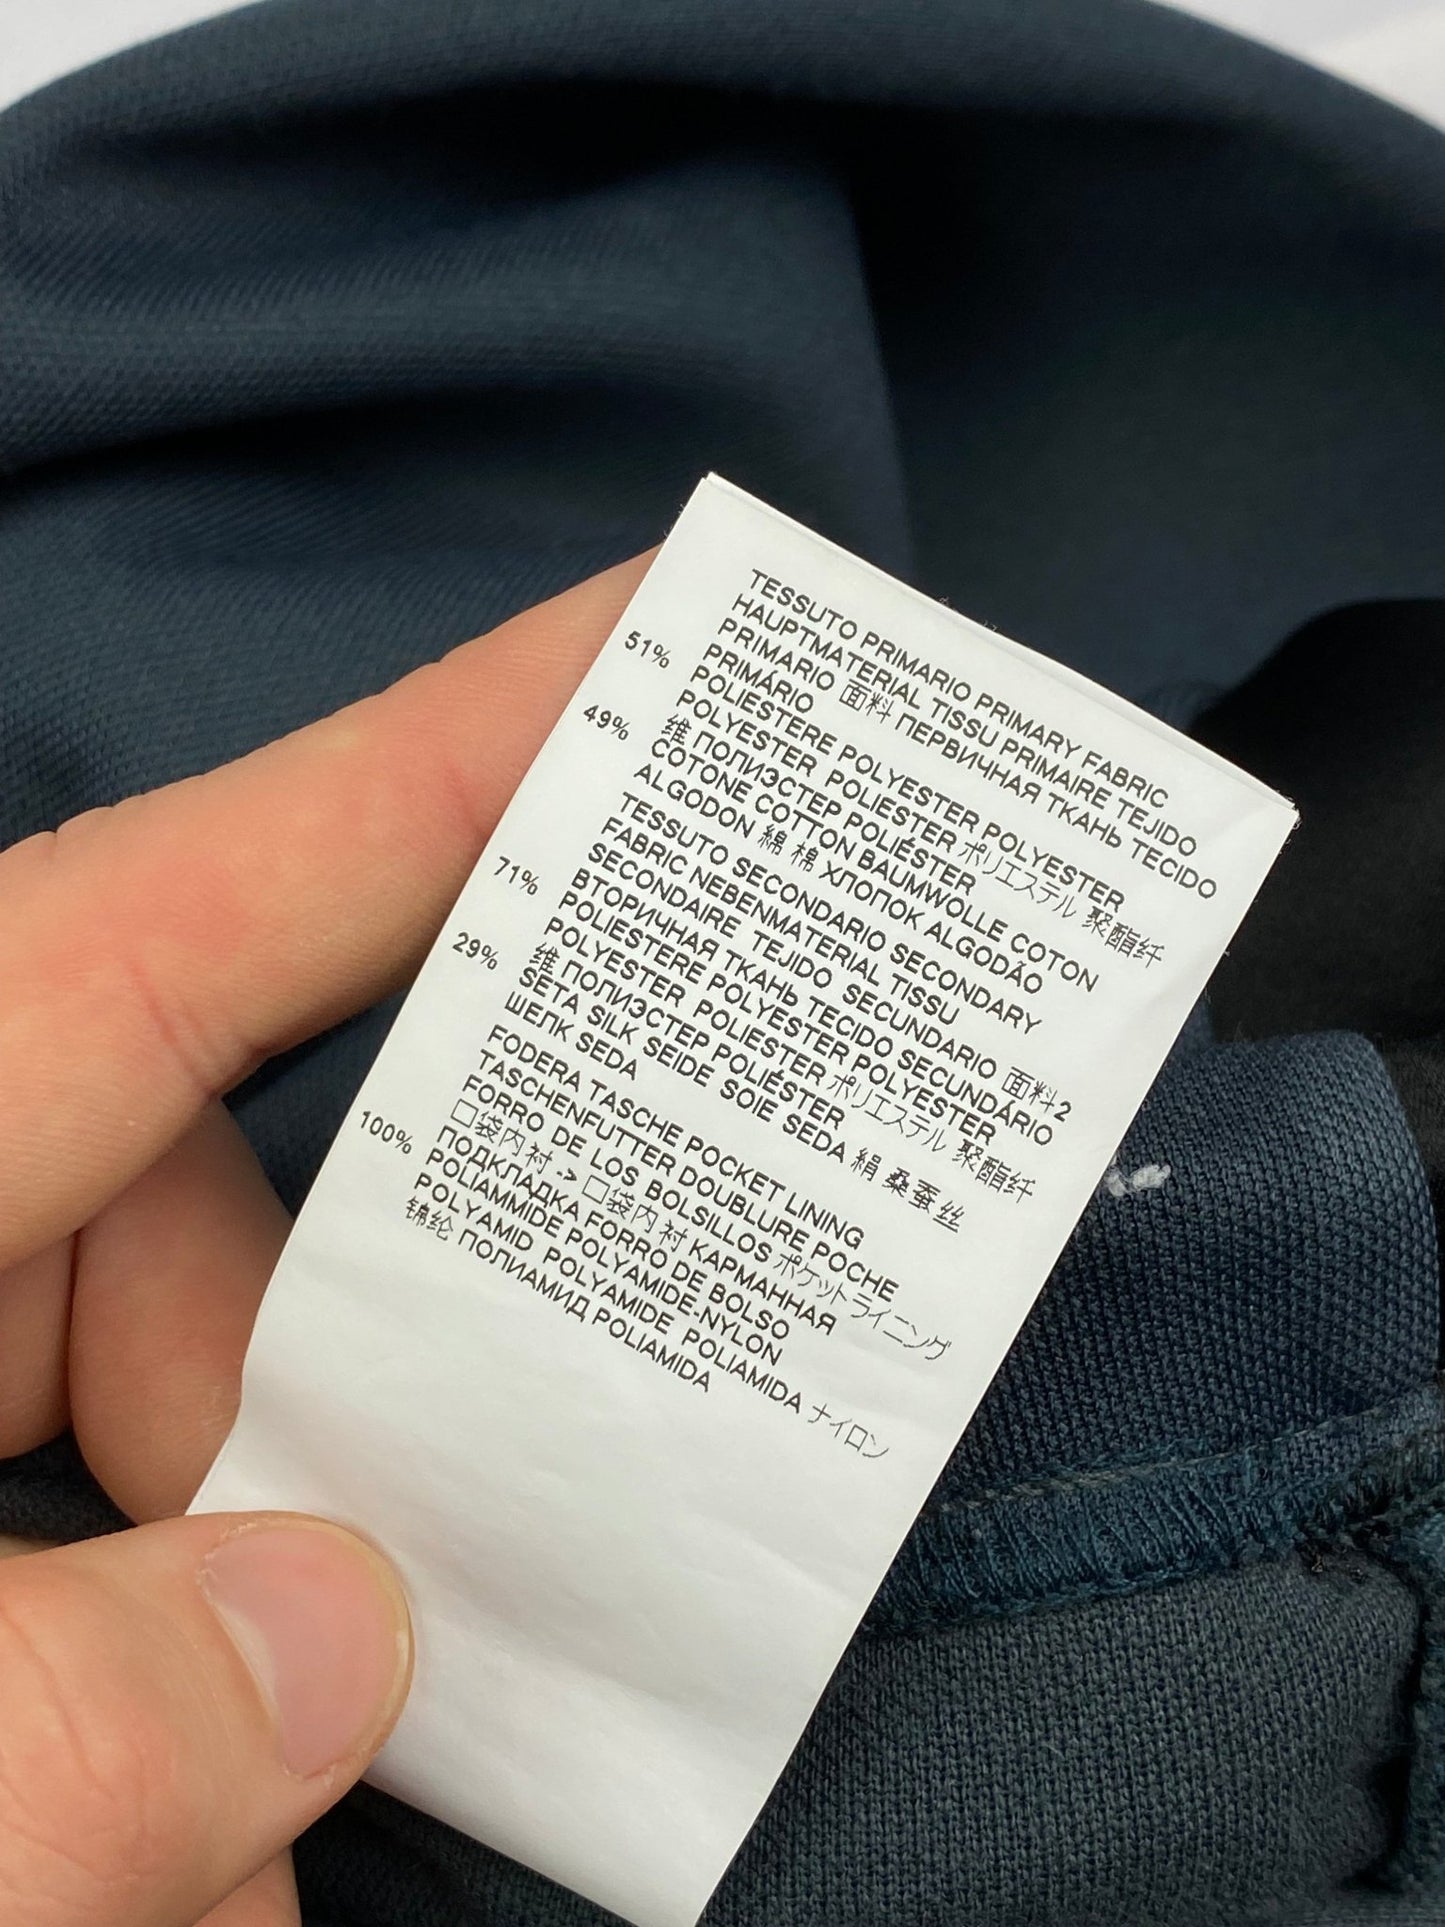 TESSUTO PRIMARIO PRIMARY FABRIC
HAUPTMATERIAL TISSU PRIMAIRE TEJIDO
PRIMARIO 面料 ПЕРВИЧНАЯ ТКАНЬ TECIDO
PRIMÁRIO
51% POLIESTERE POLYESTER POLYESTER
POLYESTER POLIESTER ポリエステル 聚酯纤
维 ПОЛИЭСТЕР POLIÉSTER
49% COTONE COTTON BAUMWOLLE COTON
ALGODON 綿 棉 ХЛОПОК ALGODÃO
TESSUTO SECONDARIO SECONDARY
FABRIC NEBENMATERIAL TISSU
SECONDAIRE TEJIDO SECUNDARIO 面料2
ВТОРИЧНАЯ ТКАНЬ TECIDO SECUNDÁRIO
71% POLIESTERE POLYESTER POLYESTER
POLYESTER POLIESTER ポリエステル 聚酯纤
维 ПОЛИЭСТЕР POLIÉSTER
29% SETA SILK SEIDE SOIE SEDA 絹 桑蚕丝
ШЕЛК SEDA
FODERA TASCHE POCKET LINING
TASCHENFUTTER DOUBLURE POCHE
FORRO DE LOS BOLSILLOS ポケットライニング
口袋内衬 -> 口袋内衬 КАРМАННАЯ
ПОДКЛАДКА FORRO DE BOLSO
100% POLIAMMIDE POLYAMIDE-NYLON
POLYAMID POLYAMIDE POLIAMIDA ナイロン
锦纶 ПОЛИАМИД POLIAMIDA